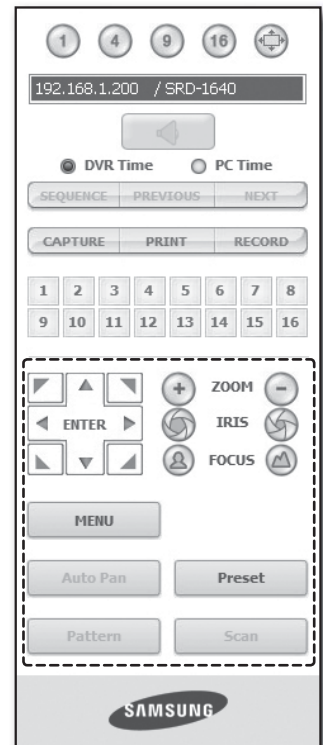 1 4 9 16
192.168.1.200 / SRD-1640
DVR Time PC Time
SEQUENCE PREVIOUS NEXT
CAPTURE PRINT RECORD
1 2 3 4 5 6 7 8
9 10 11 12 13 14 15 16
ZOOM
ENTER IRIS
FOCUS
MENU
Auto Pan Preset
Pattern Scan
SAMSUNG